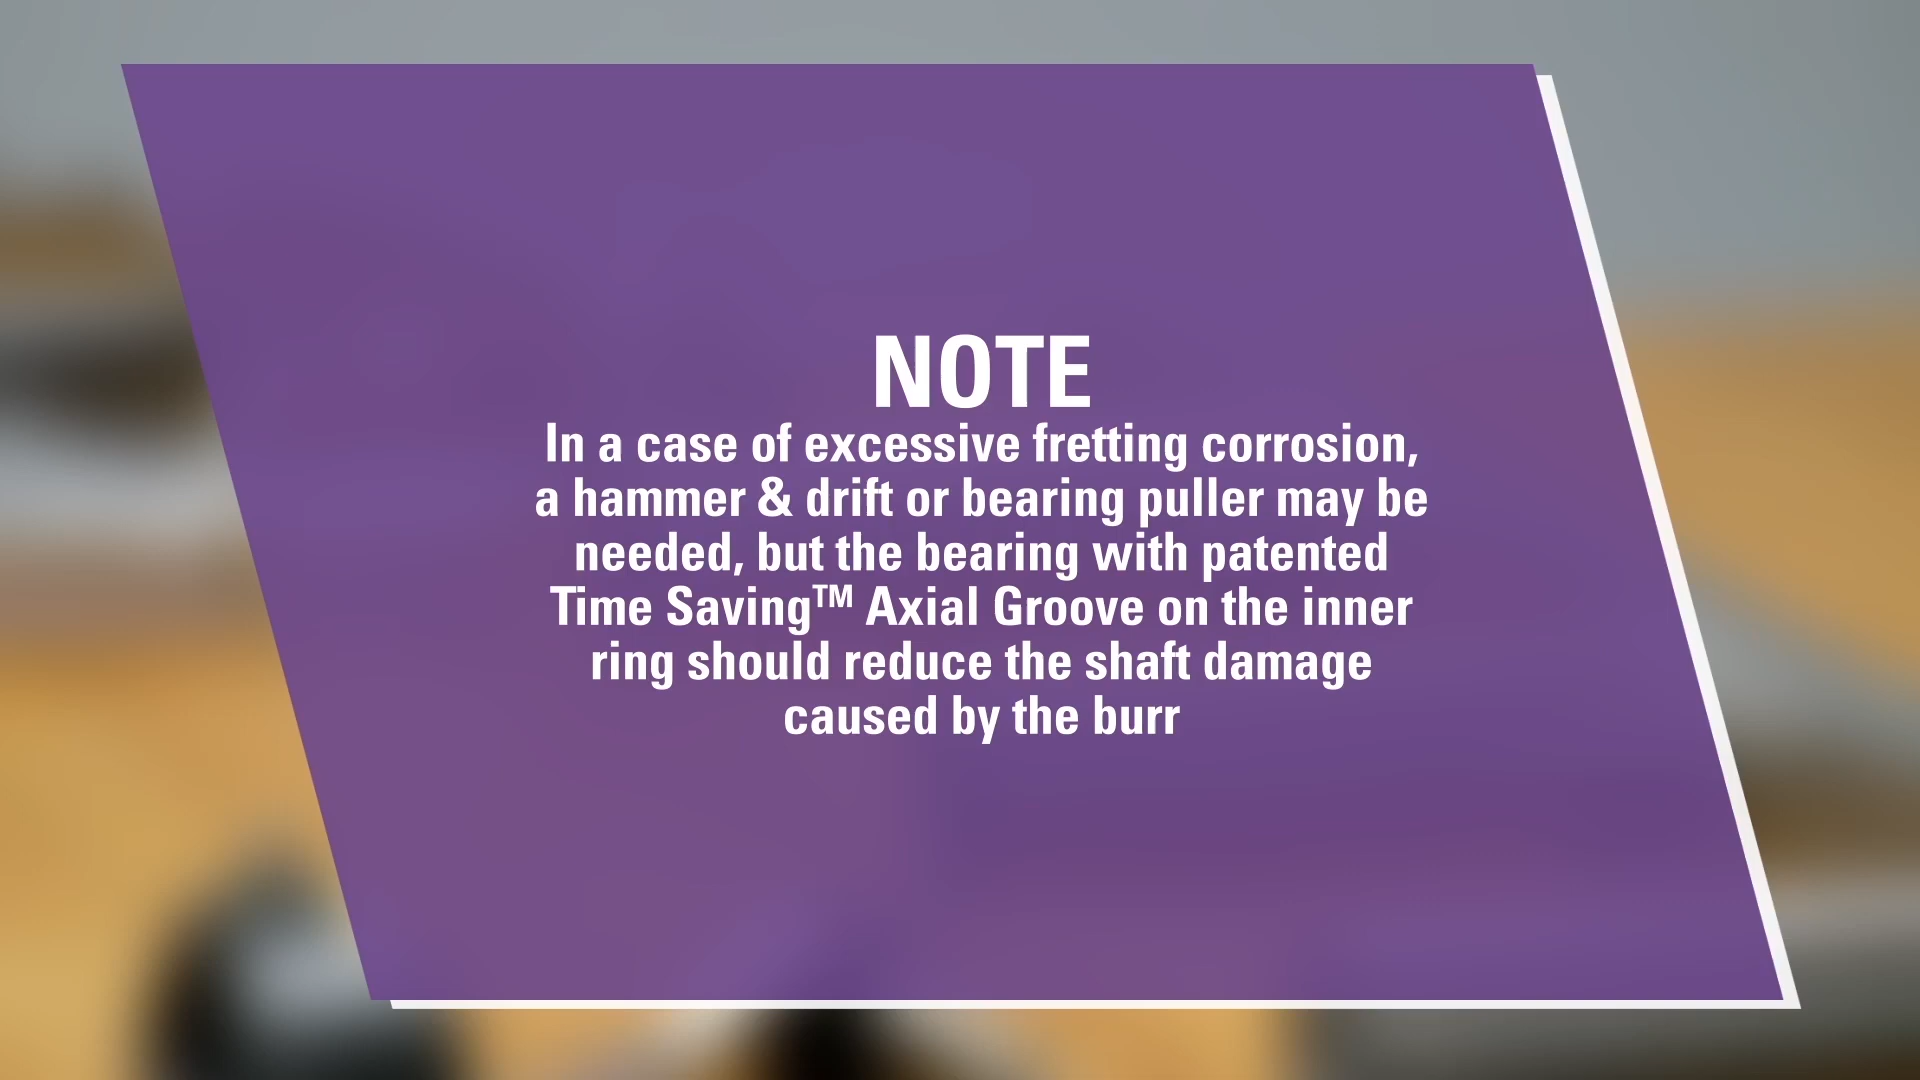 NOTE
In a case of excessive fretting corrosion,
a hammer & drift or bearing puller may be
needed, but the bearing with patented
Time Saving™ Axial Groove on the inner
ring should reduce the shaft damage
caused by the burr